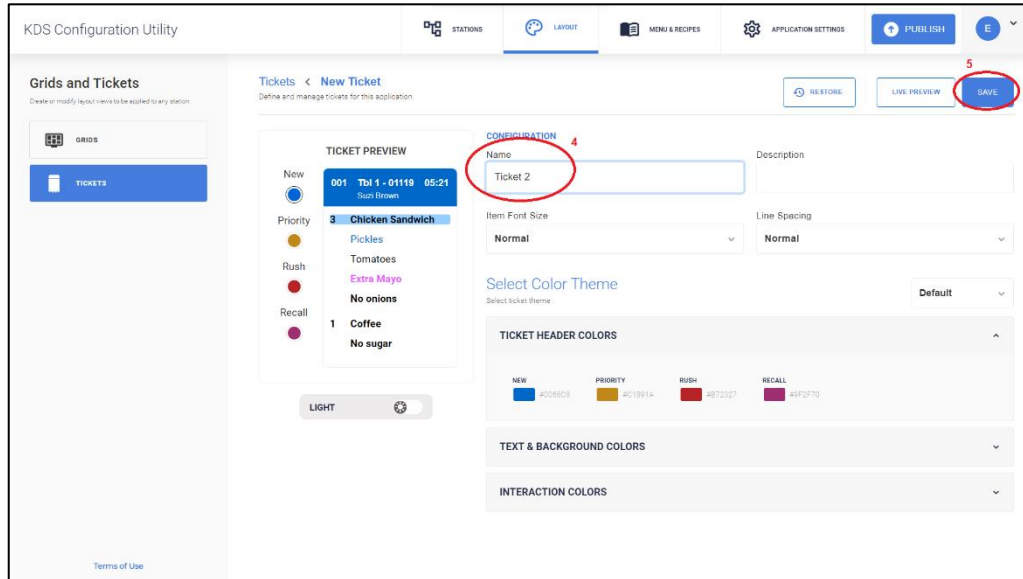 KDS Configuration Utility
STATIONS
LAYOUT
MENU & RECIPES
APPLICATION SETTINGS
PUBLISH
E
Grids and Tickets
Create or modify layout views to be applied to any station.
GRIDS
TICKETS
Terms of Use
Tickets < New Ticket
Define and manage tickets for this application.
RESTORE
LIVE PREVIEW
5
SAVE
TICKET PREVIEW
New
Priority
Rush
Recall
001 Tbl 1 - 01119 05:21
Suzi Brown
3 Chicken Sandwich
Pickles
Tomatoes
Extra Mayo
No onions
1 Coffee
No sugar
LIGHT
CONFIGURATION
4
Name
Ticket 2
Description
Item Font Size
Normal
Line Spacing
Normal
Select Color Theme
Select ticket theme
Default
TICKET HEADER COLORS
NEW PRIORITY RUSH RECALL
#C1891A #B72327 #9F2F70
TEXT & BACKGROUND COLORS
INTERACTION COLORS